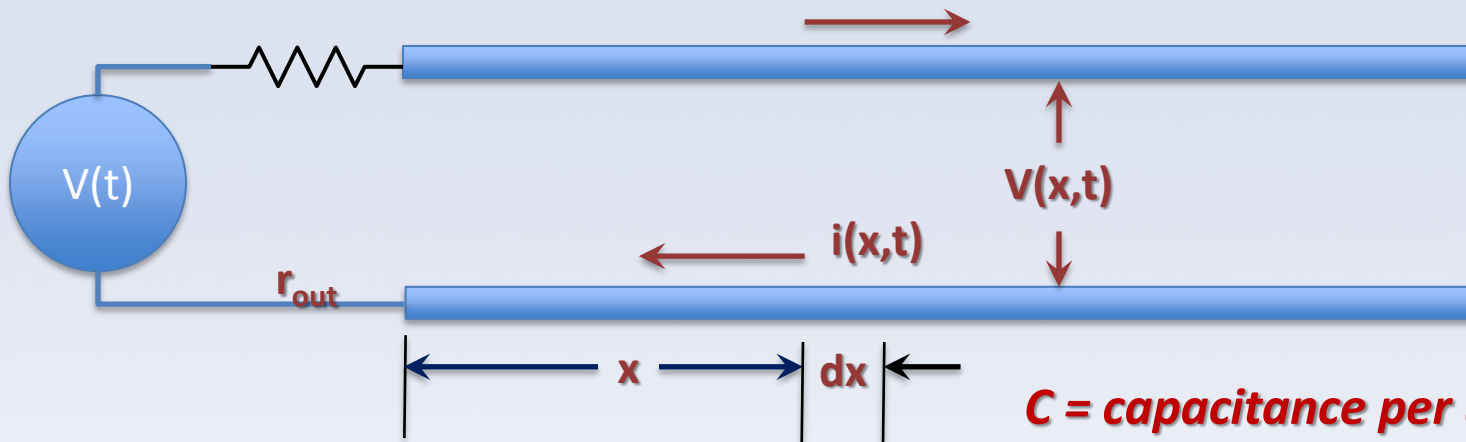 V(t)
V(x,t)
i(x,t)
rout
x
dx
C = capacitance per